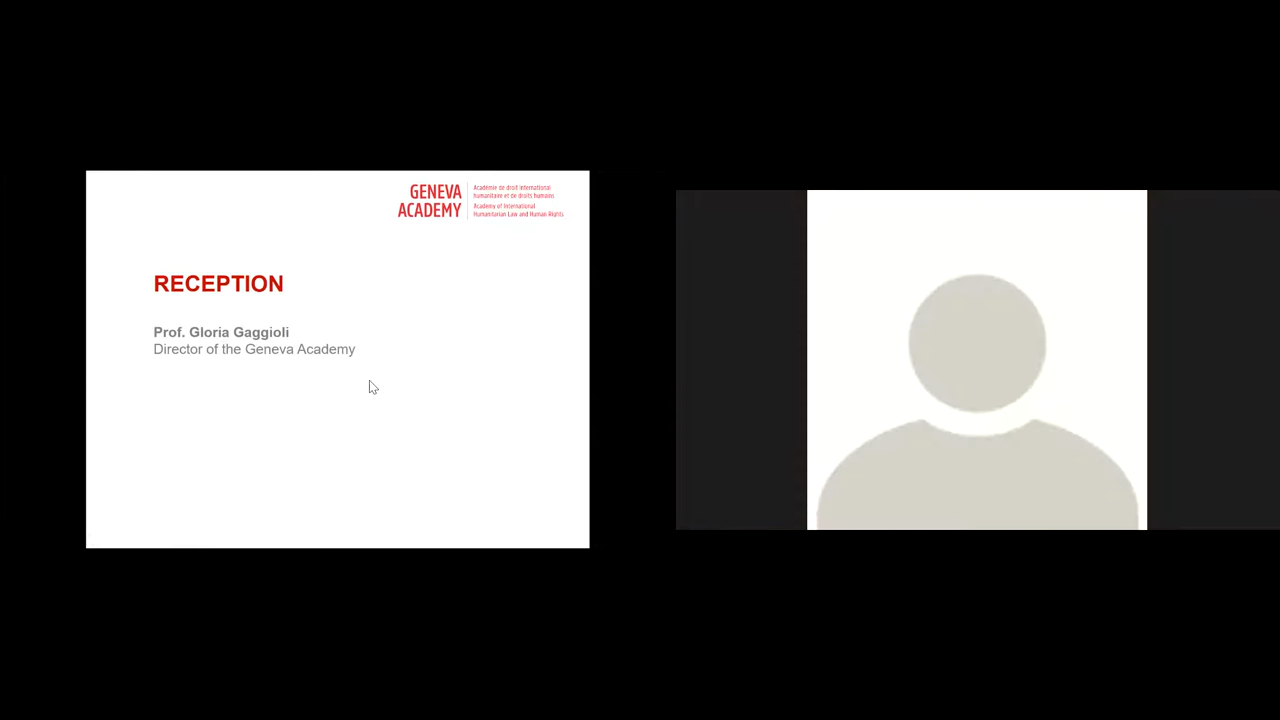 GENEVA
ACADEMY
Académie de droit international
humanitaire et de droits humains
Academy of International
Humanitarian Law and Human Rights
RECEPTION
Prof. Gloria Gaggioli
Director of the Geneva Academy